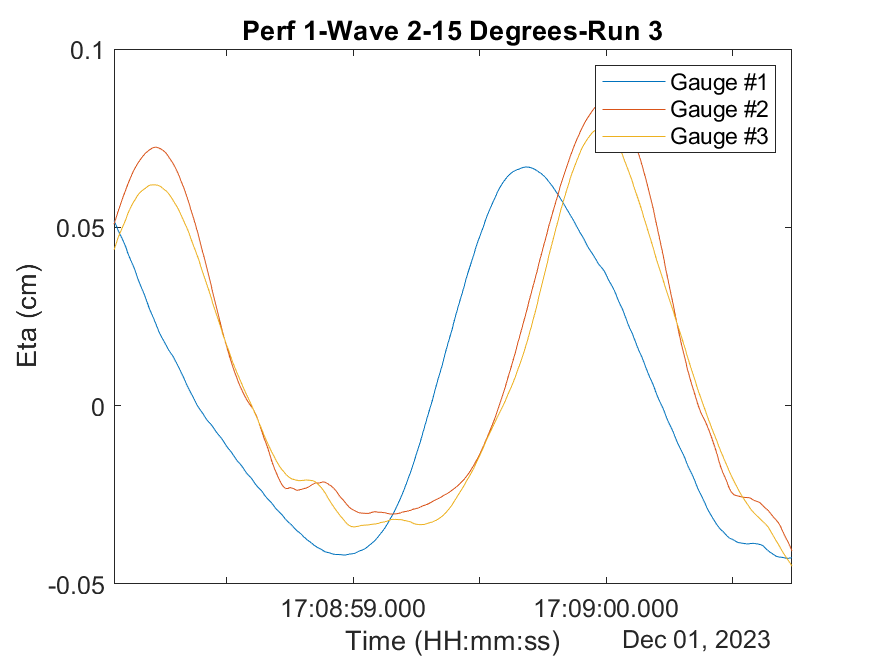 Perf 1-Wave 2-15 Degrees-Run 3
0.1
0.05
0
-0.05
Eta (cm)
Gauge #1
Gauge #2
Gauge #3
17:08:59.000
17:09:00.000
Time (HH:mm:ss)
Dec 01, 2023